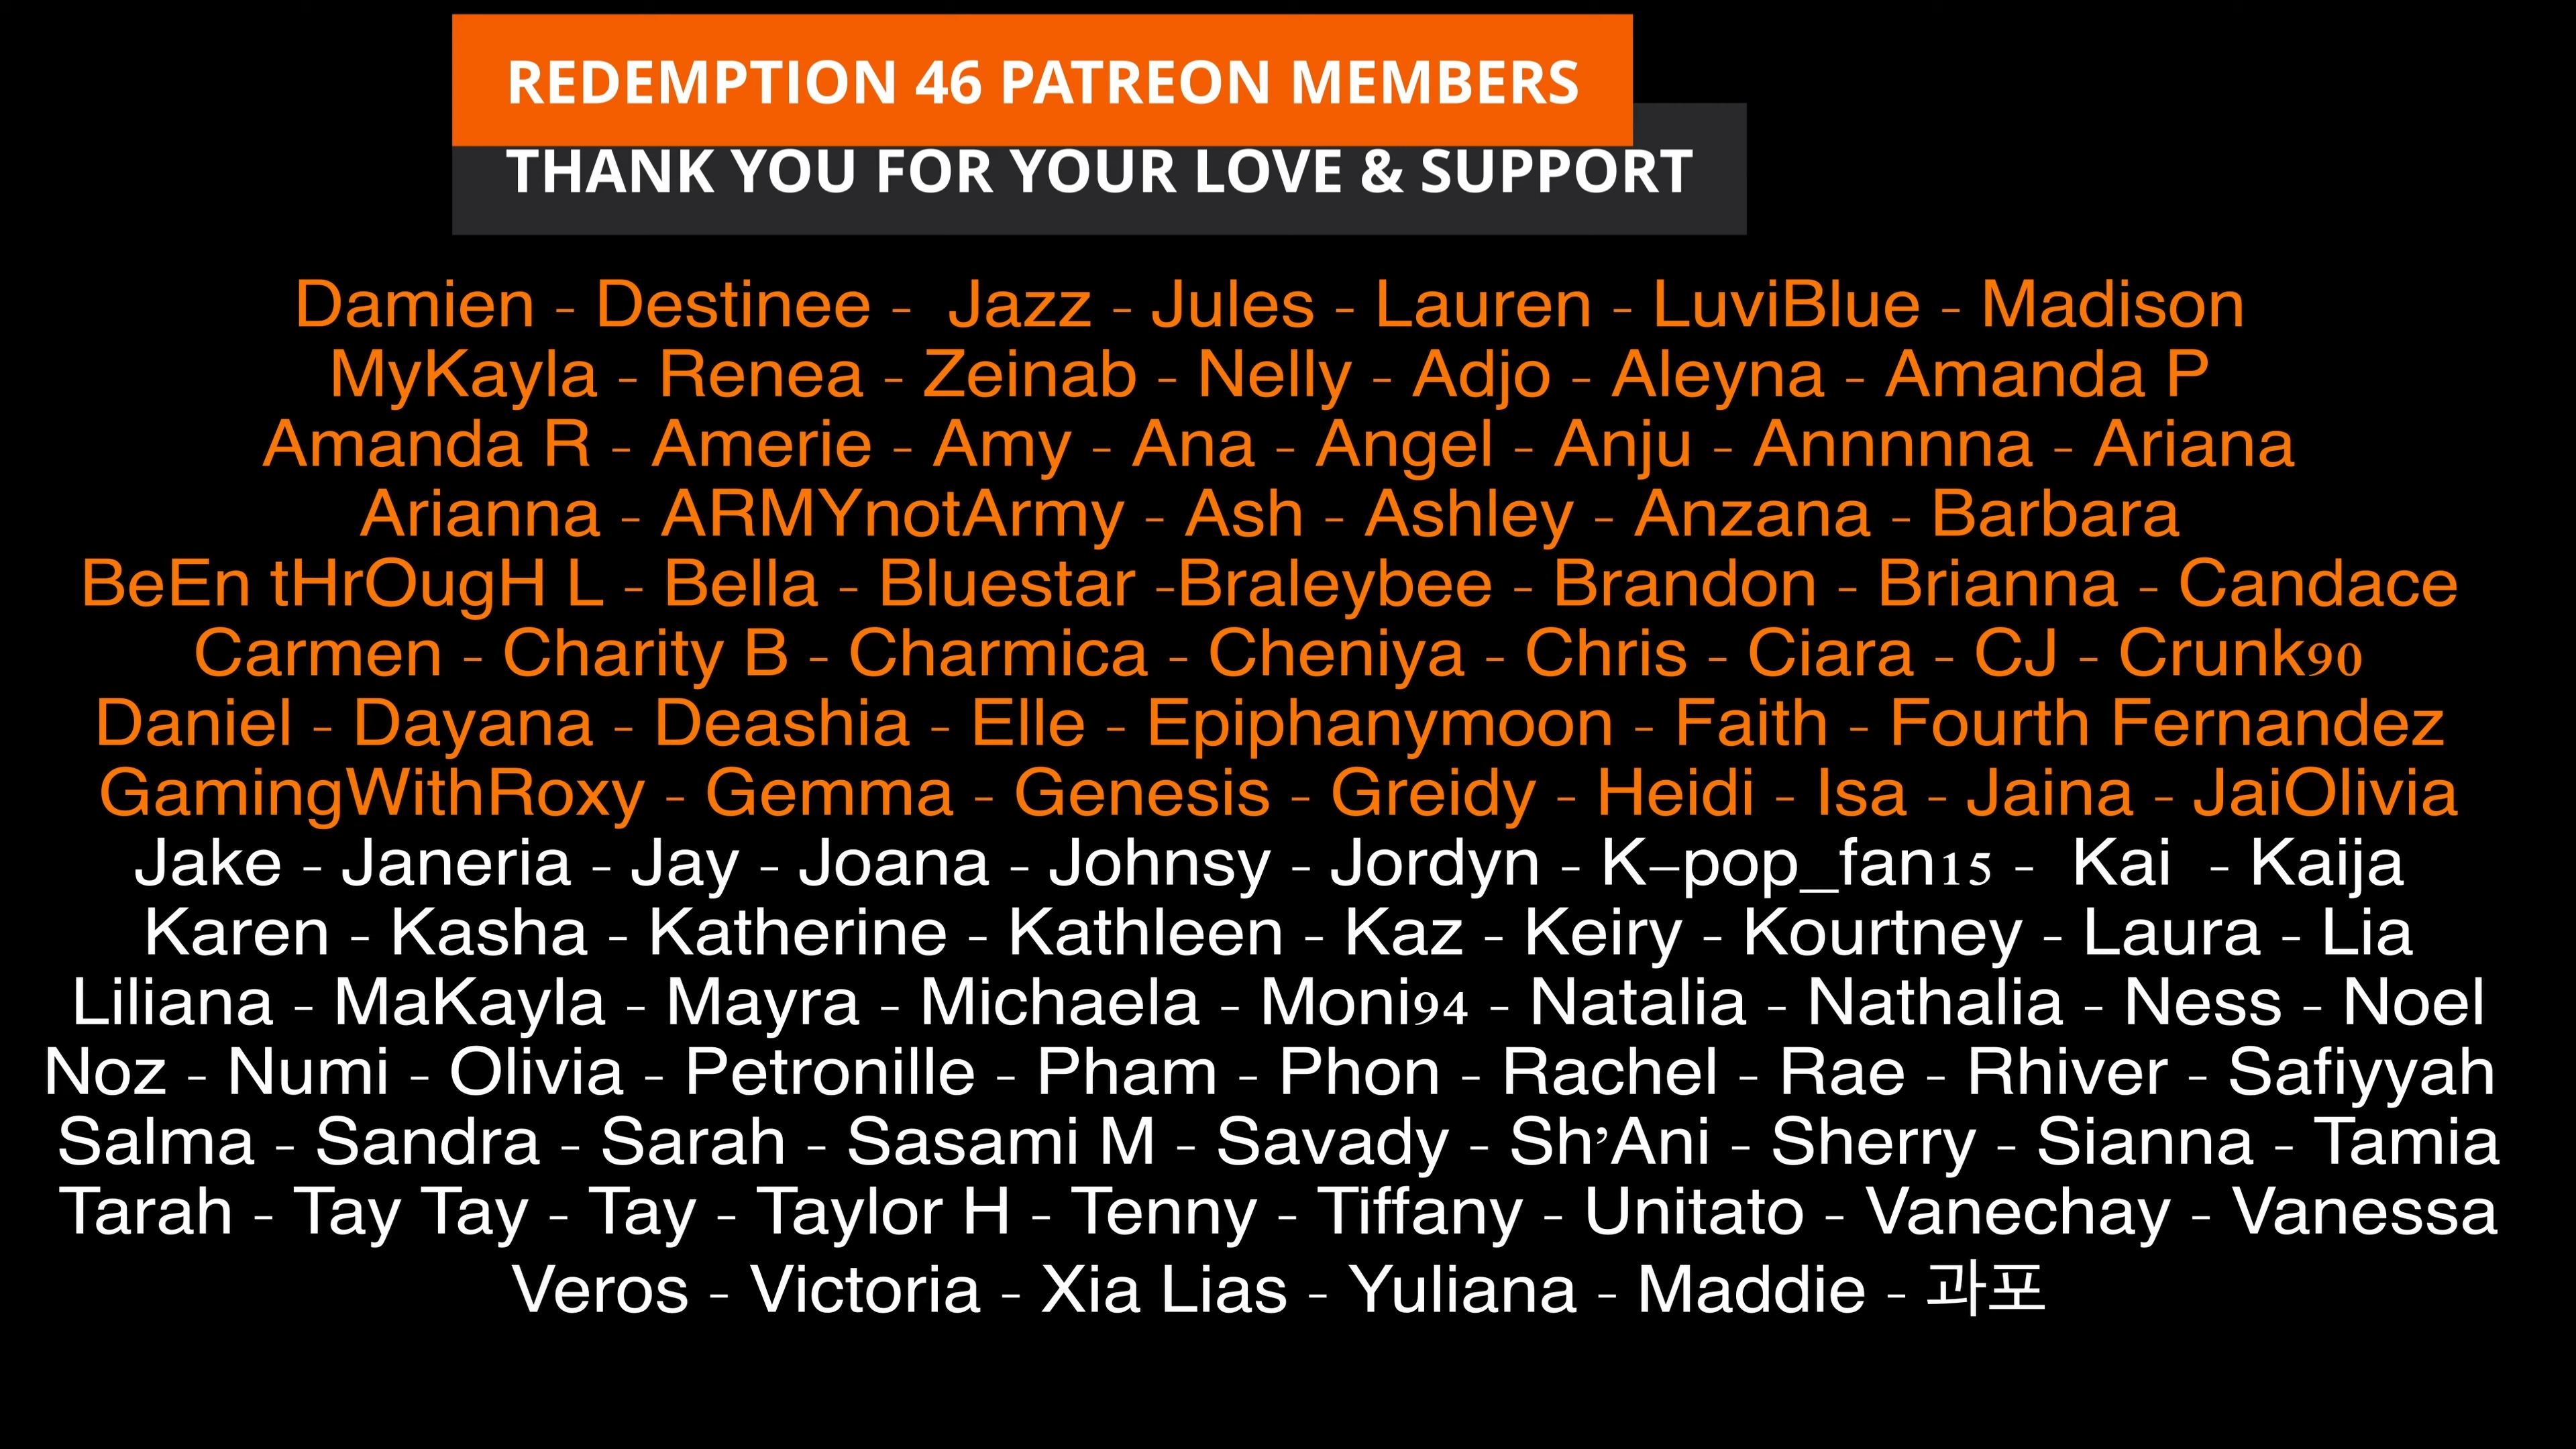 REDEMPTION 46 PATREON MEMBERS
THANK YOU FOR YOUR LOVE & SUPPORT
Damien - Destinee - Jazz - Jules - Lauren - LuviBlue - Madison
MyKayla - Renea - Zeinab - Nelly - Adjo - Aleyna - Amanda P
Amanda R - Amerie - Amy - Ana - Angel - Anju - Annnnna - Ariana
Arianna - ARMYnotArmy - Ash - Ashley - Anzana - Barbara
BeEn tHrOugH L - Bella - Bluestar -Braleybee - Brandon - Brianna - Candace
Carmen - Charity B - Charmica - Cheniya - Chris - Ciara - CJ - Crunk90
Daniel - Dayana - Deashia - Elle - Epiphanymoon - Faith - Fourth Fernandez
GamingWithRoxy - Gemma - Genesis - Greidy - Heidi - Isa - Jaina - JaiOlivia
Jake - Janeria - Jay - Joana - Johnsy - Jordyn - K–pop_fan15 - Kai - Kaija
Karen - Kasha - Katherine - Kathleen - Kaz - Keiry - Kourtney - Laura - Lia
Liliana - MaKayla - Mayra - Michaela - Moni94 - Natalia - Nathalia - Ness - Noel
Noz - Numi - Olivia - Petronille - Pham - Phon - Rachel - Rae - Rhiver - Safiyyah
Salma - Sandra - Sarah - Sasami M - Savady - Sh’Ani - Sherry - Sianna - Tamia
Tarah - Tay Tay - Tay - Taylor H - Tenny - Tiffany - Unitato - Vanechay - Vanessa
Veros - Victoria - Xia Lias - Yuliana - Maddie - 과포